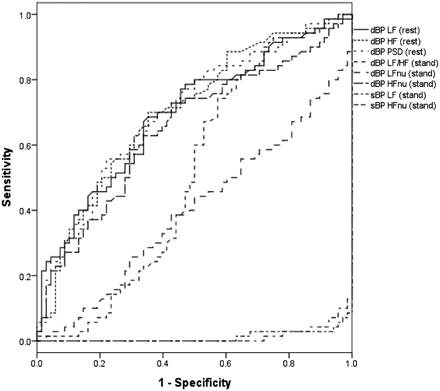 1.0
0.8
0.6
0.4
0.2
0.0
Sensitivity
0.0 0.2 0.4 0.6 0.8 1.0
1 - Specificity
dBP LF (rest)
dBP HF (rest)
dBP PSD (rest)
dBP LF/HF (stand)
dBP LFnu (stand)
dBP HFnu (stand)
sBP LF (stand)
sBP HFnu (stand)